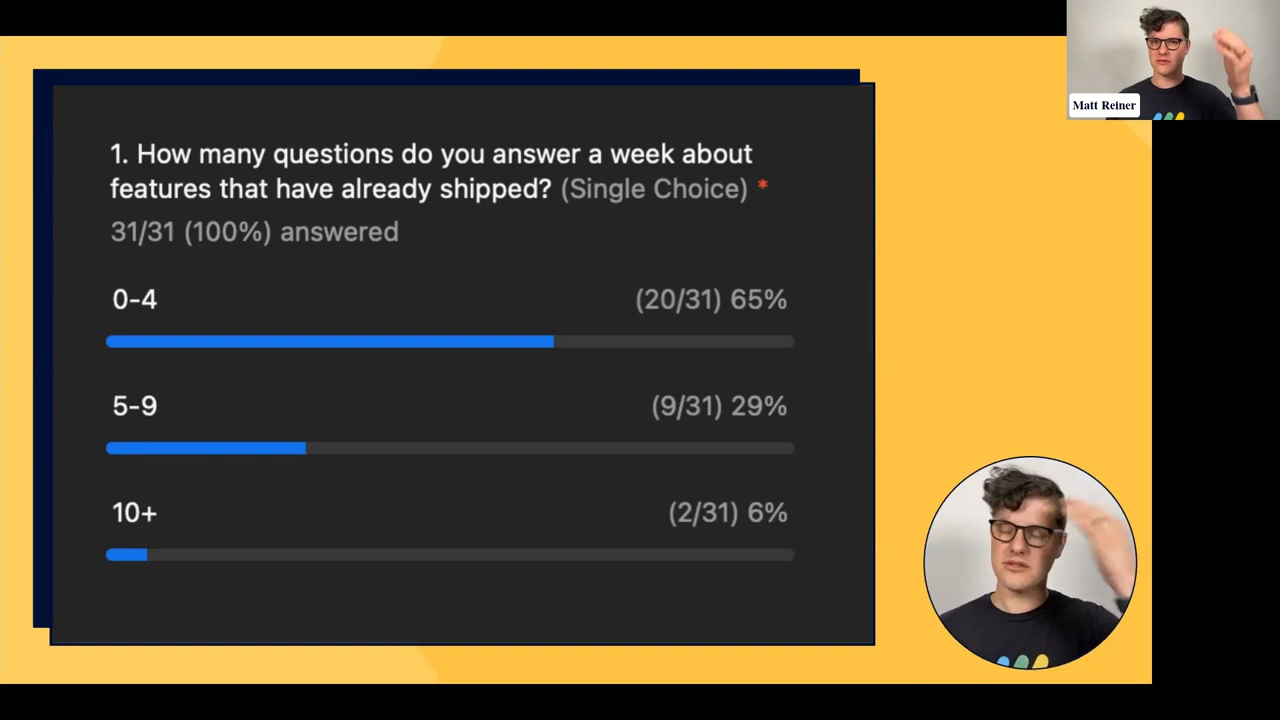 Matt Reiner
1. How many questions do you answer a week about
features that have already shipped? (Single Choice) *
31/31 (100%) answered
0-4 (20/31) 65%
5-9 (9/31) 29%
10+ (2/31) 6%